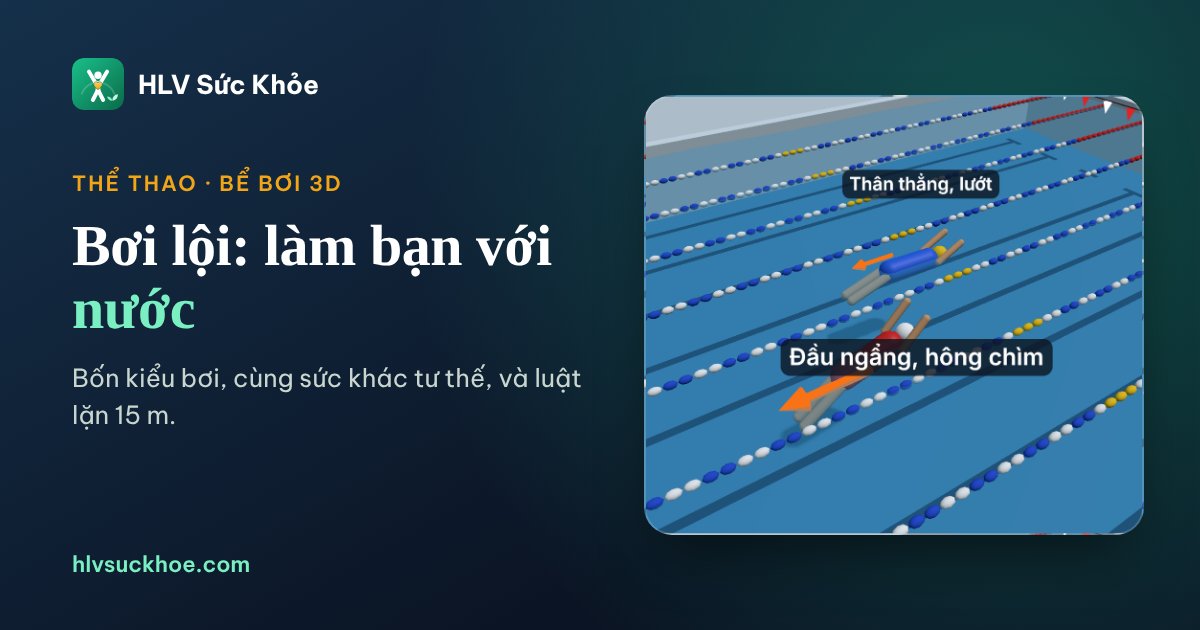 HLV Sức Khỏe
THỂ THAO · BỂ BƠI 3D
Bơi lội: làm bạn với
nước
Bốn kiểu bơi, cùng sức khác tư thế, và luật
lặn 15 m.
hlvsuckhoe.com
Thân thẳng, lướt
Đầu ngẩng, hông chìm